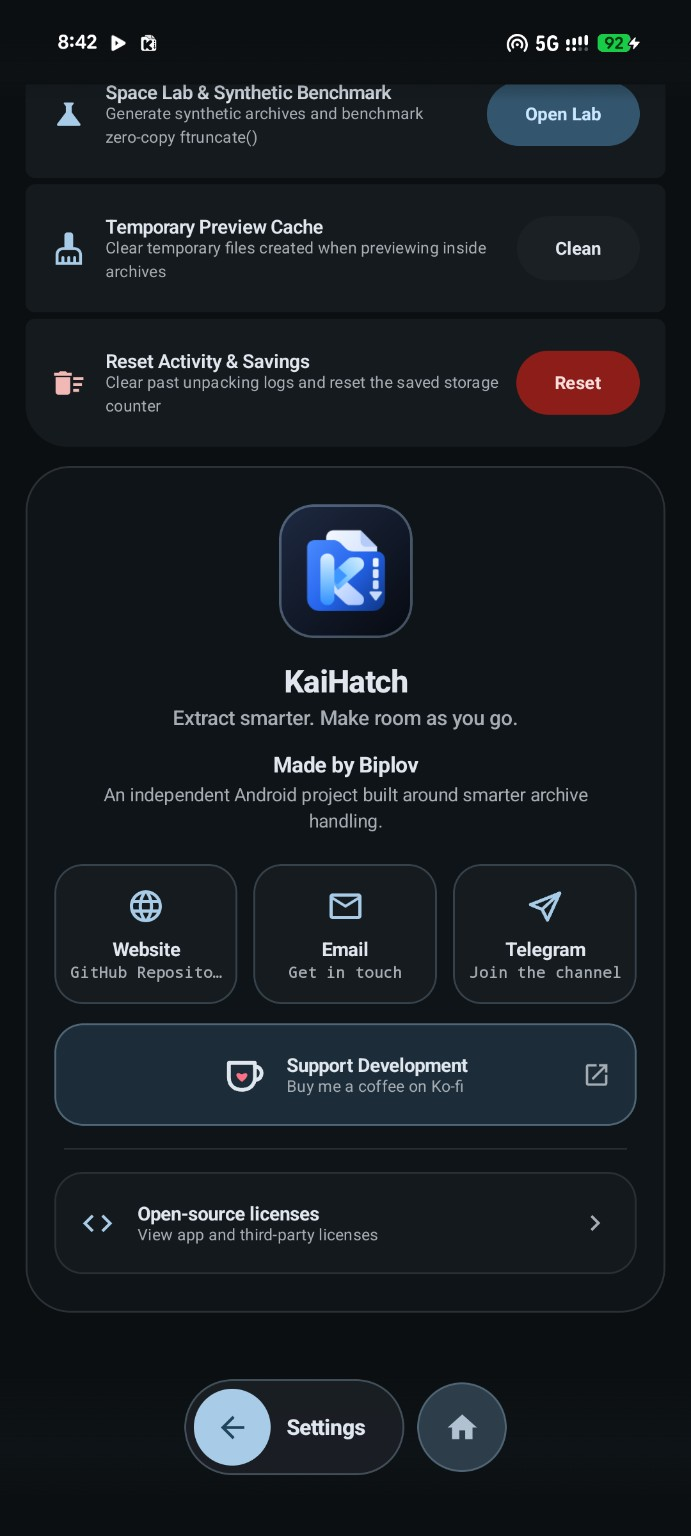 8:42
5G
92
Space Lab & Synthetic Benchmark
Generate synthetic archives and benchmark
zero-copy ftruncate()
Open Lab
Temporary Preview Cache
Clear temporary files created when previewing inside
archives
Clean
Reset Activity & Savings
Clear past unpacking logs and reset the saved storage
counter
Reset
KaiHatch
Extract smarter. Make room as you go.
Made by Biplov
An independent Android project built around smarter archive
handling.
Website
GitHub Reposito…
Email
Get in touch
Telegram
Join the channel
Support Development
Buy me a coffee on Ko-fi
Open-source licenses
View app and third-party licenses
Settings